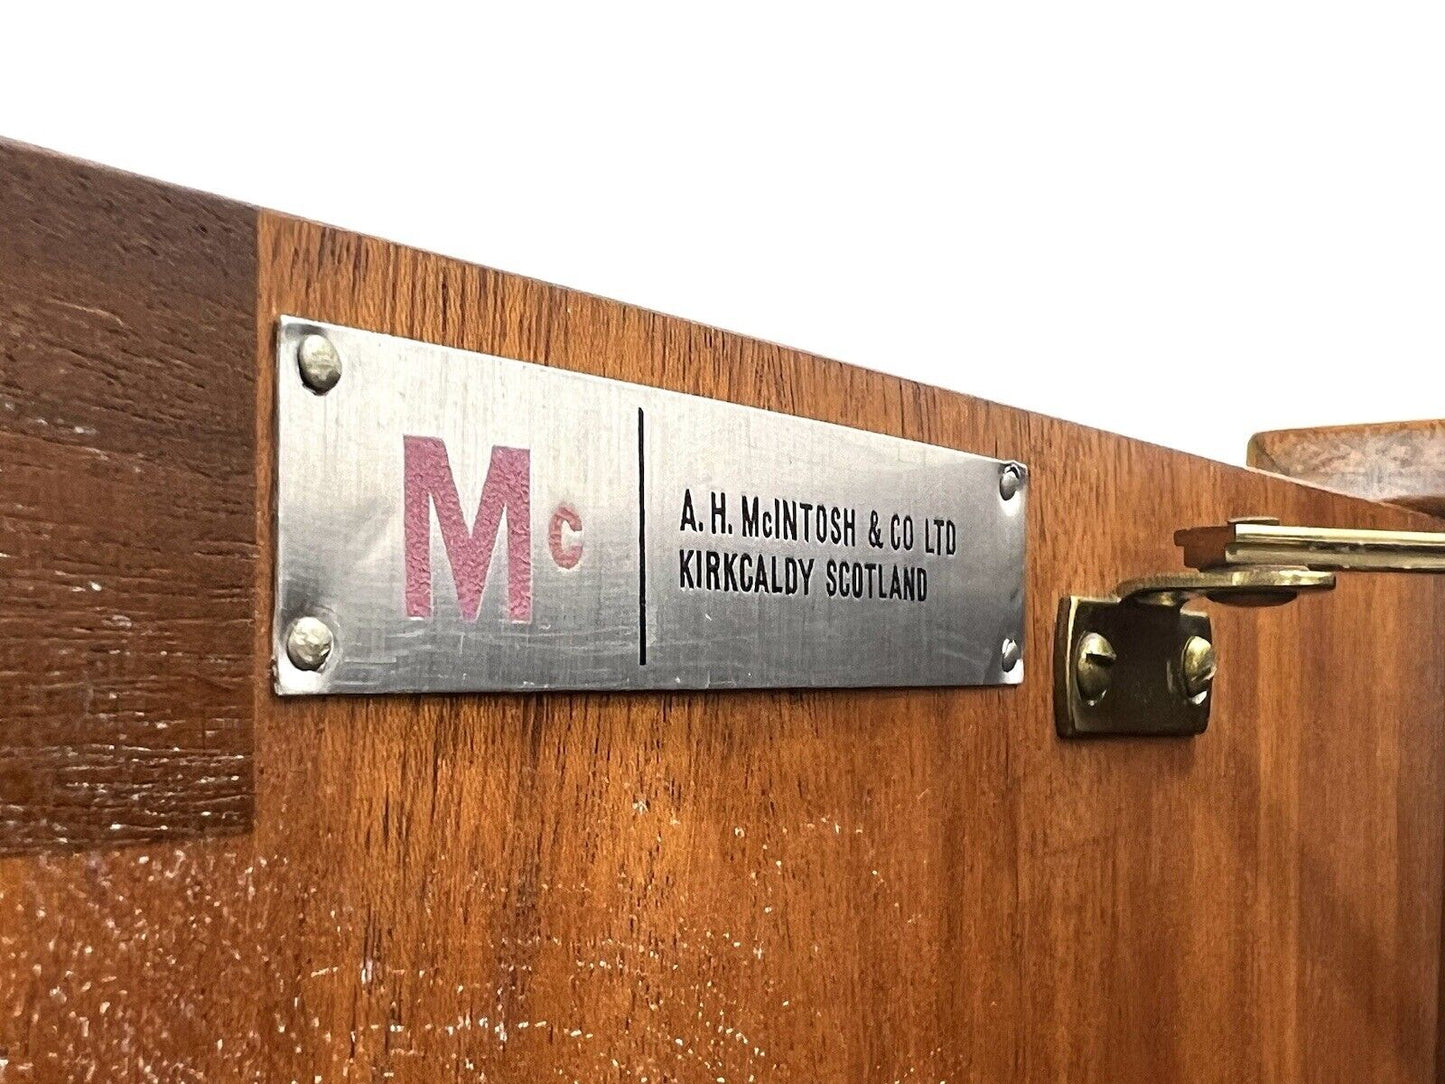 Mc
A.H. McINTOSH & CO LTD
KIRKCALDY SCOTLAND